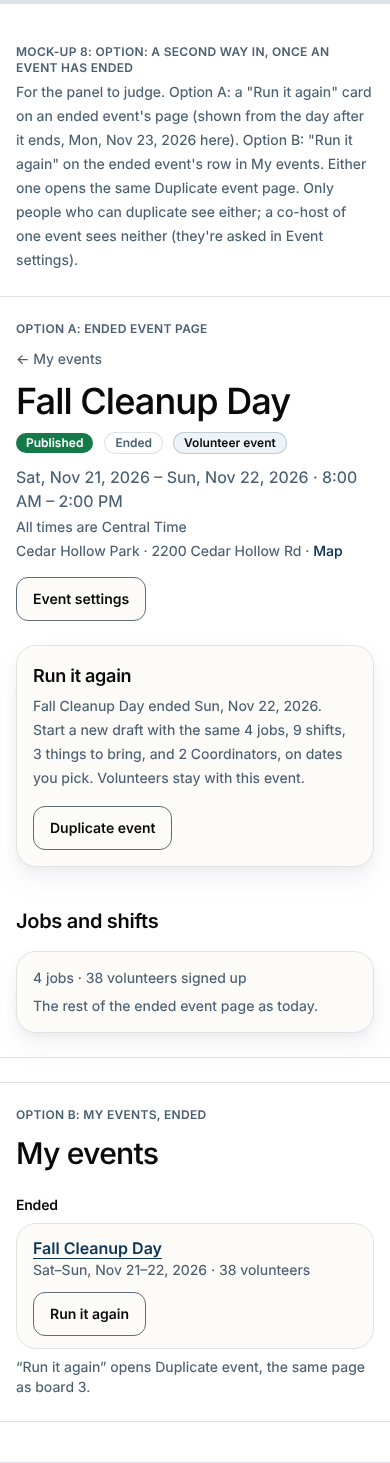 MOCK-UP 8: OPTION: A SECOND WAY IN, ONCE AN
EVENT HAS ENDED
For the panel to judge. Option A: a "Run it again" card
on an ended event's page (shown from the day after
it ends, Mon, Nov 23, 2026 here). Option B: "Run it
again" on the ended event's row in My events. Either
one opens the same Duplicate event page. Only
people who can duplicate see either; a co-host of
one event sees neither (they're asked in Event
settings).
OPTION A: ENDED EVENT PAGE
← My events
Fall Cleanup Day
Published Ended Volunteer event
Sat, Nov 21, 2026 – Sun, Nov 22, 2026 · 8:00
AM – 2:00 PM
All times are Central Time
Cedar Hollow Park · 2200 Cedar Hollow Rd · Map
Event settings
Run it again
Fall Cleanup Day ended Sun, Nov 22, 2026.
Start a new draft with the same 4 jobs, 9 shifts,
3 things to bring, and 2 Coordinators, on dates
you pick. Volunteers stay with this event.
Duplicate event
Jobs and shifts
4 jobs · 38 volunteers signed up
The rest of the ended event page as today.
OPTION B: MY EVENTS, ENDED
My events
Ended
Fall Cleanup Day
Sat–Sun, Nov 21–22, 2026 · 38 volunteers
Run it again
“Run it again” opens Duplicate event, the same page
as board 3.